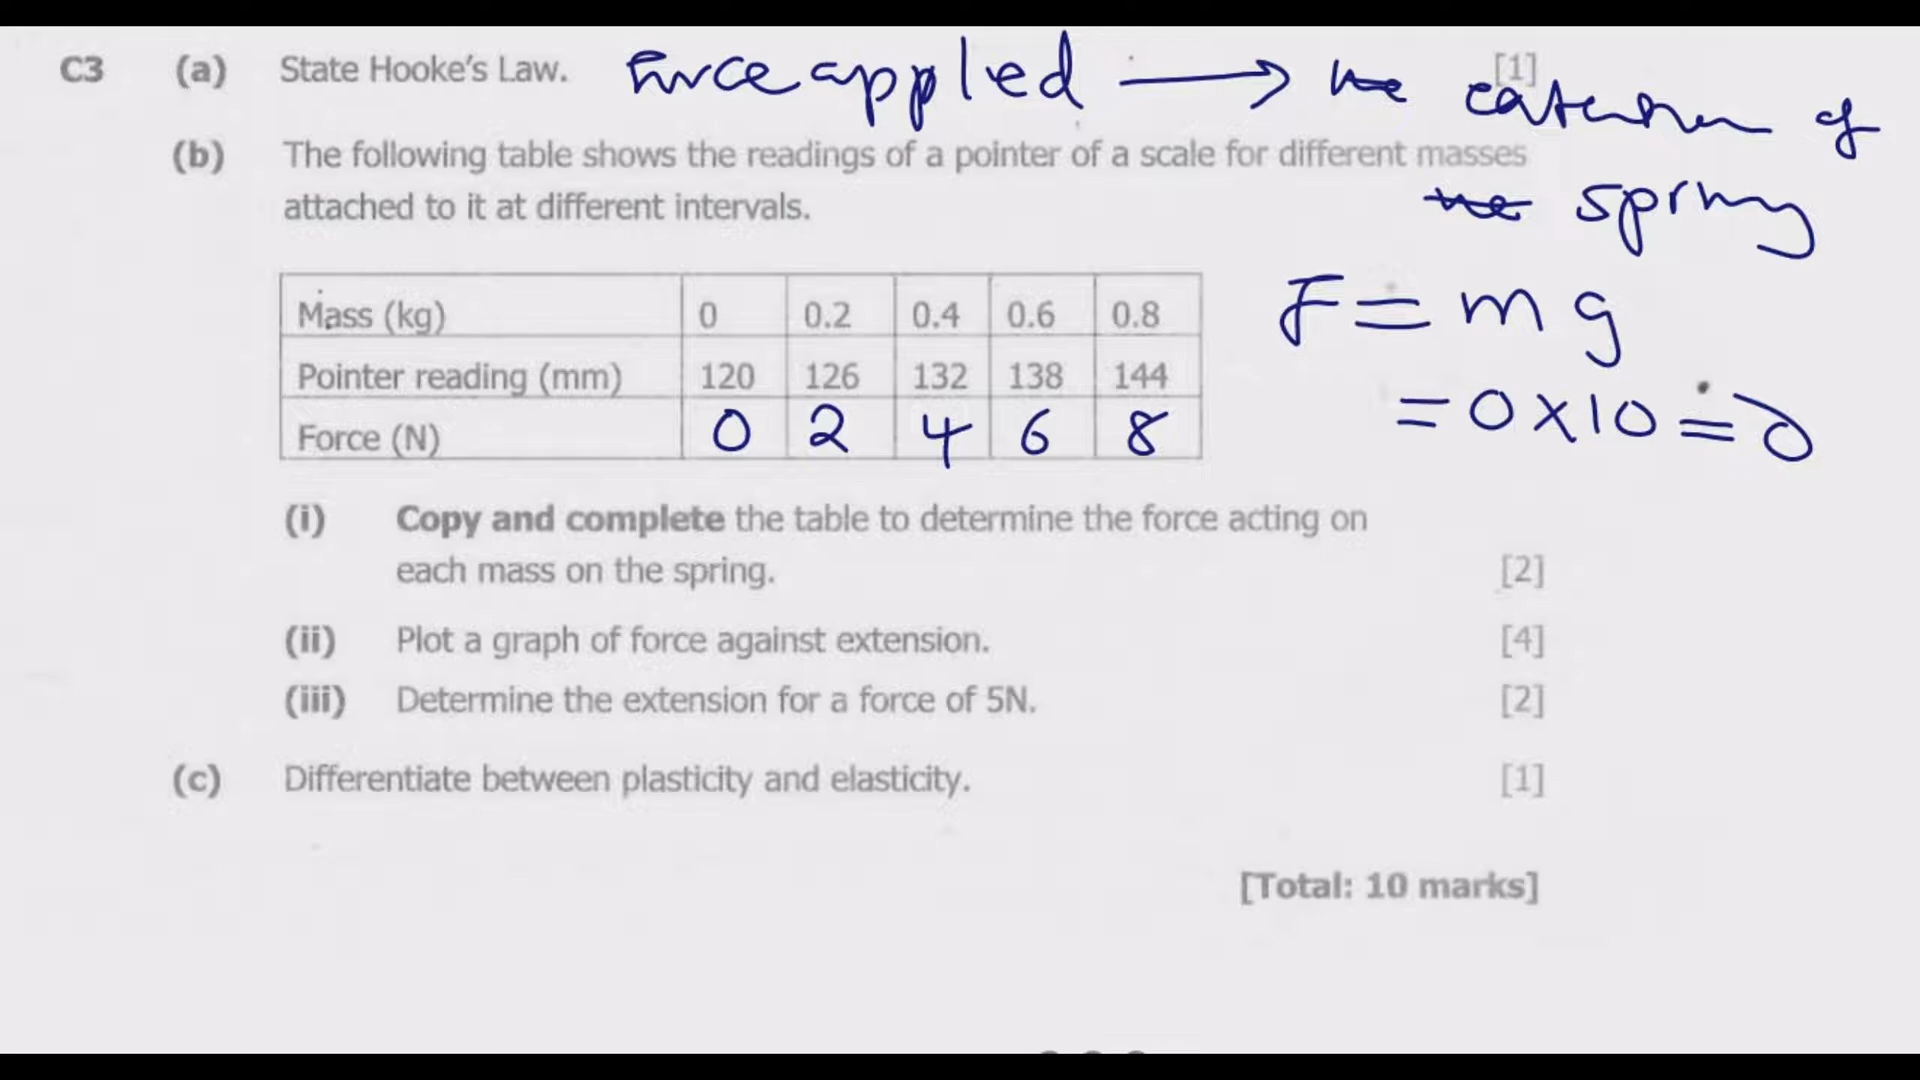 C3 (a) State Hooke's Law. Force applied → the extension of [1]
(b) The following table shows the readings of a pointer of a scale for different masses
attached to it at different intervals. the spring
Mass (kg) 0 0.2 0.4 0.6 0.8 F = mg
Pointer reading (mm) 120 126 132 138 144
Force (N) 0 2 4 6 8 = 0 x 10 = 0
(i) Copy and complete the table to determine the force acting on
each mass on the spring. [2]
(ii) Plot a graph of force against extension. [4]
(iii) Determine the extension for a force of 5N. [2]
(c) Differentiate between plasticity and elasticity. [1]
[Total: 10 marks]